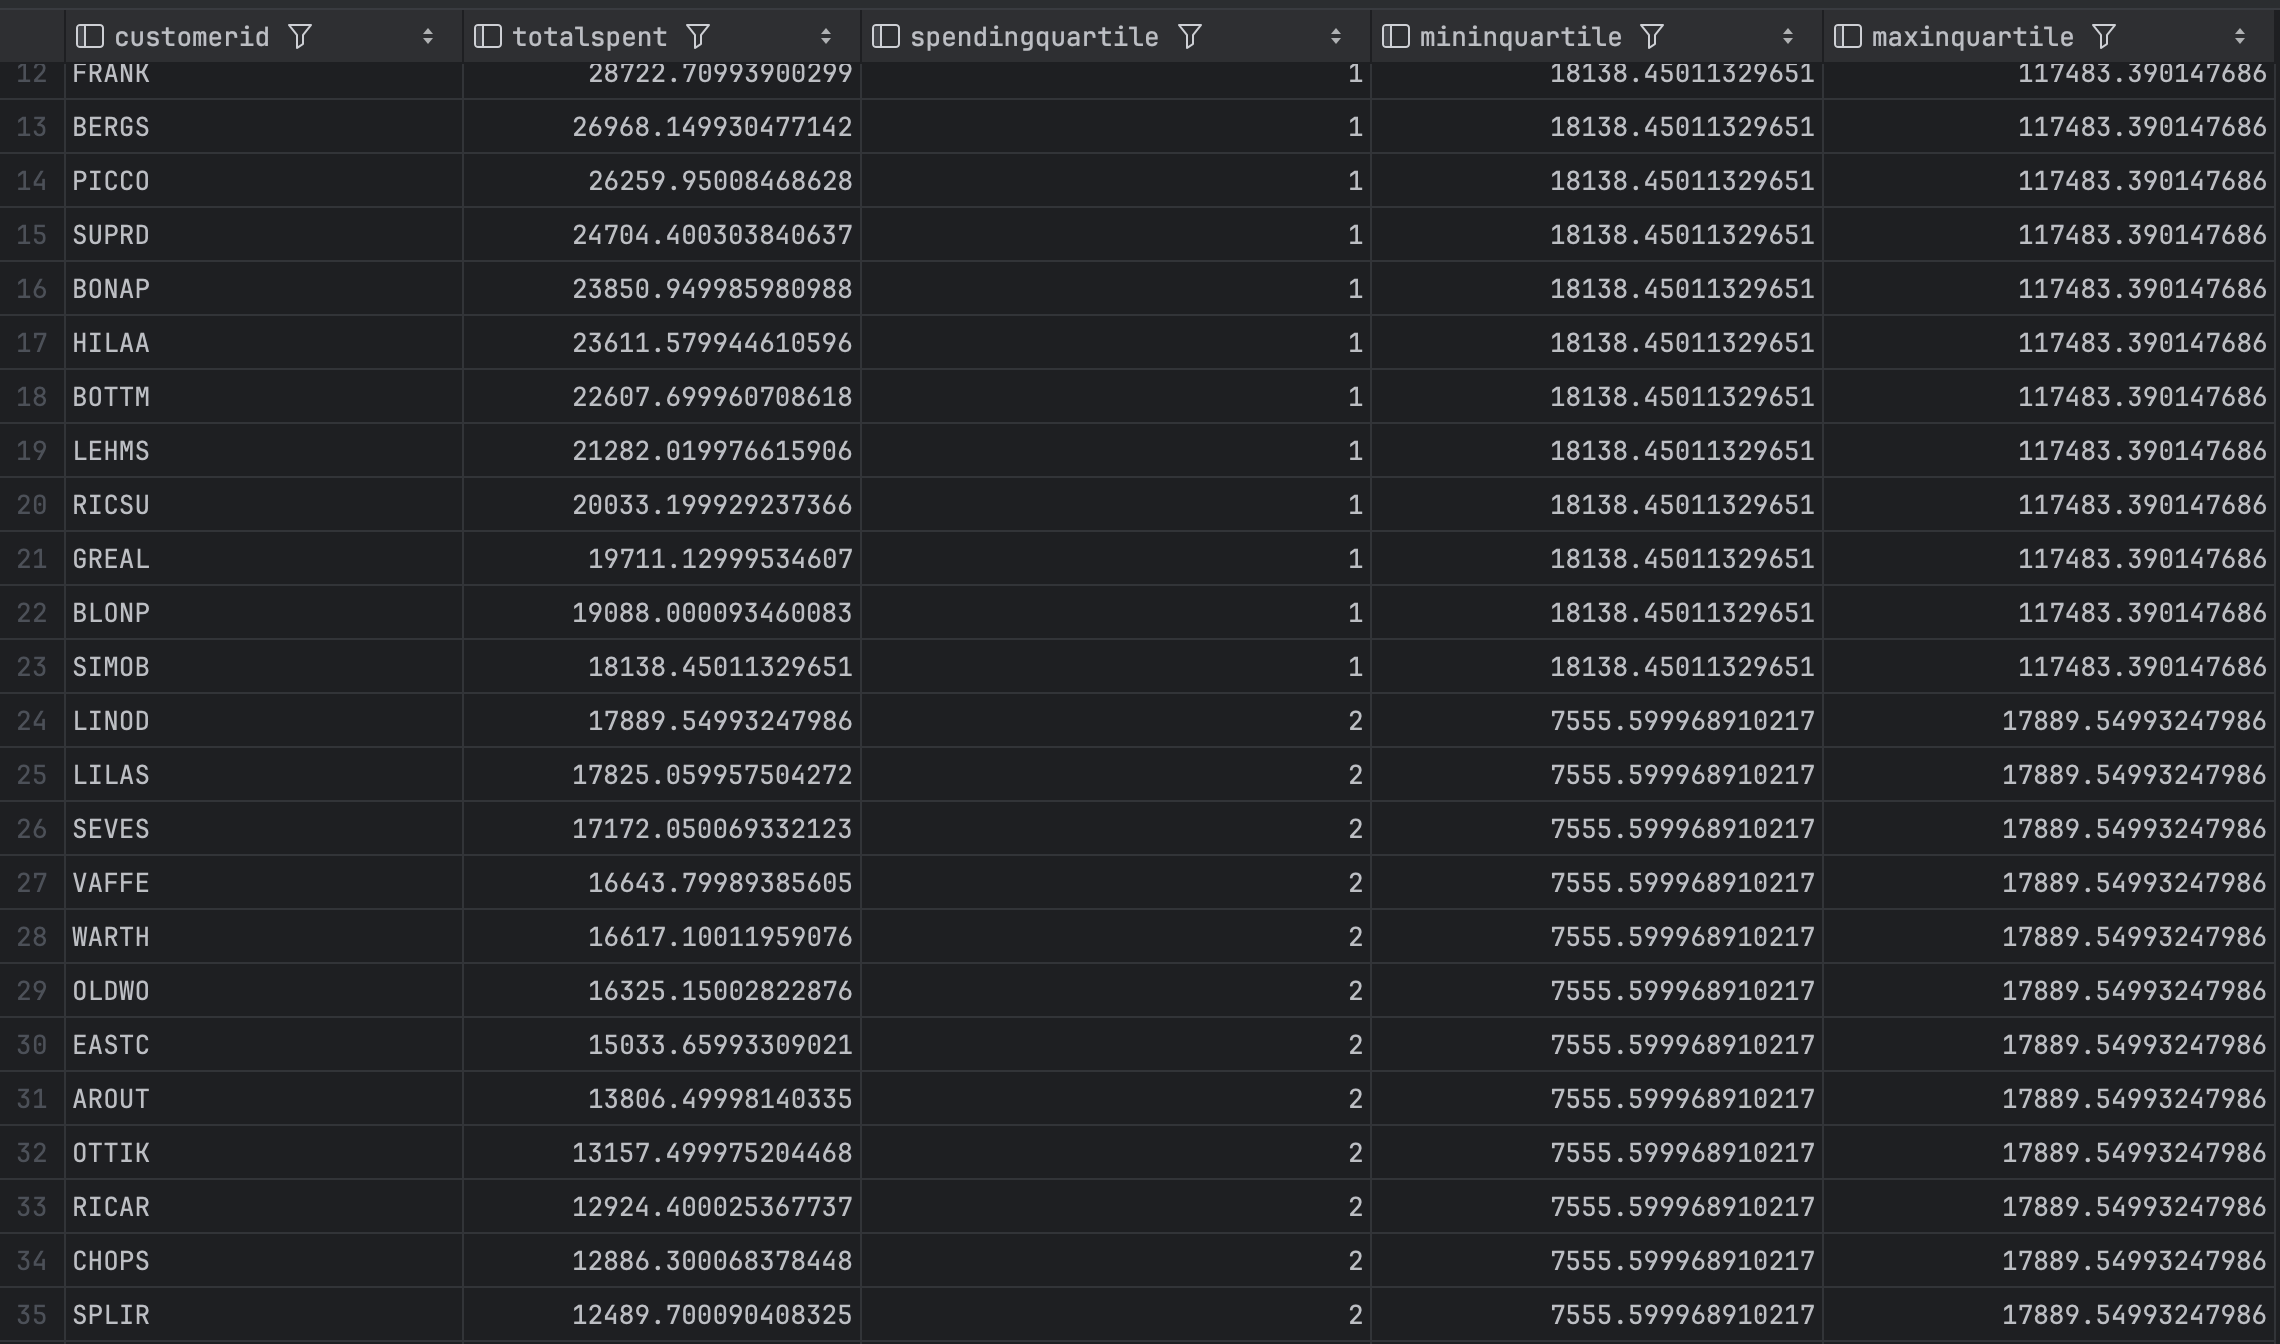 customerid totalspent spendingquartile mininquartile maxinquartile
12 FRANK 28722.70993900299 1 18138.45011329651 117483.390147686
13 BERGS 26968.149930477142 1 18138.45011329651 117483.390147686
14 PICCO 26259.95008468628 1 18138.45011329651 117483.390147686
15 SUPRD 24704.400303840637 1 18138.45011329651 117483.390147686
16 BONAP 23850.949985980988 1 18138.45011329651 117483.390147686
17 HILAA 23611.579944610596 1 18138.45011329651 117483.390147686
18 BOTTM 22607.699960708618 1 18138.45011329651 117483.390147686
19 LEHMS 21282.019976615906 1 18138.45011329651 117483.390147686
20 RICSU 20033.199929237366 1 18138.45011329651 117483.390147686
21 GREAL 19711.12999534607 1 18138.45011329651 117483.390147686
22 BLONP 19088.000093460083 1 18138.45011329651 117483.390147686
23 SIMOB 18138.45011329651 1 18138.45011329651 117483.390147686
24 LINOD 17889.54993247986 2 7555.599968910217 17889.54993247986
25 LILAS 17825.059957504272 2 7555.599968910217 17889.54993247986
26 SEVES 17172.050069332123 2 7555.599968910217 17889.54993247986
27 VAFFE 16643.79989385605 2 7555.599968910217 17889.54993247986
28 WARTH 16617.10011959076 2 7555.599968910217 17889.54993247986
29 OLDWO 16325.15002822876 2 7555.599968910217 17889.54993247986
30 EASTC 15033.65993309021 2 7555.599968910217 17889.54993247986
31 AROUT 13806.49998140335 2 7555.599968910217 17889.54993247986
32 OTTIK 13157.499975204468 2 7555.599968910217 17889.54993247986
33 RICAR 12924.400025367737 2 7555.599968910217 17889.54993247986
34 CHOPS 12886.300068378448 2 7555.599968910217 17889.54993247986
35 SPLIR 12489.700090408325 2 7555.599968910217 17889.54993247986